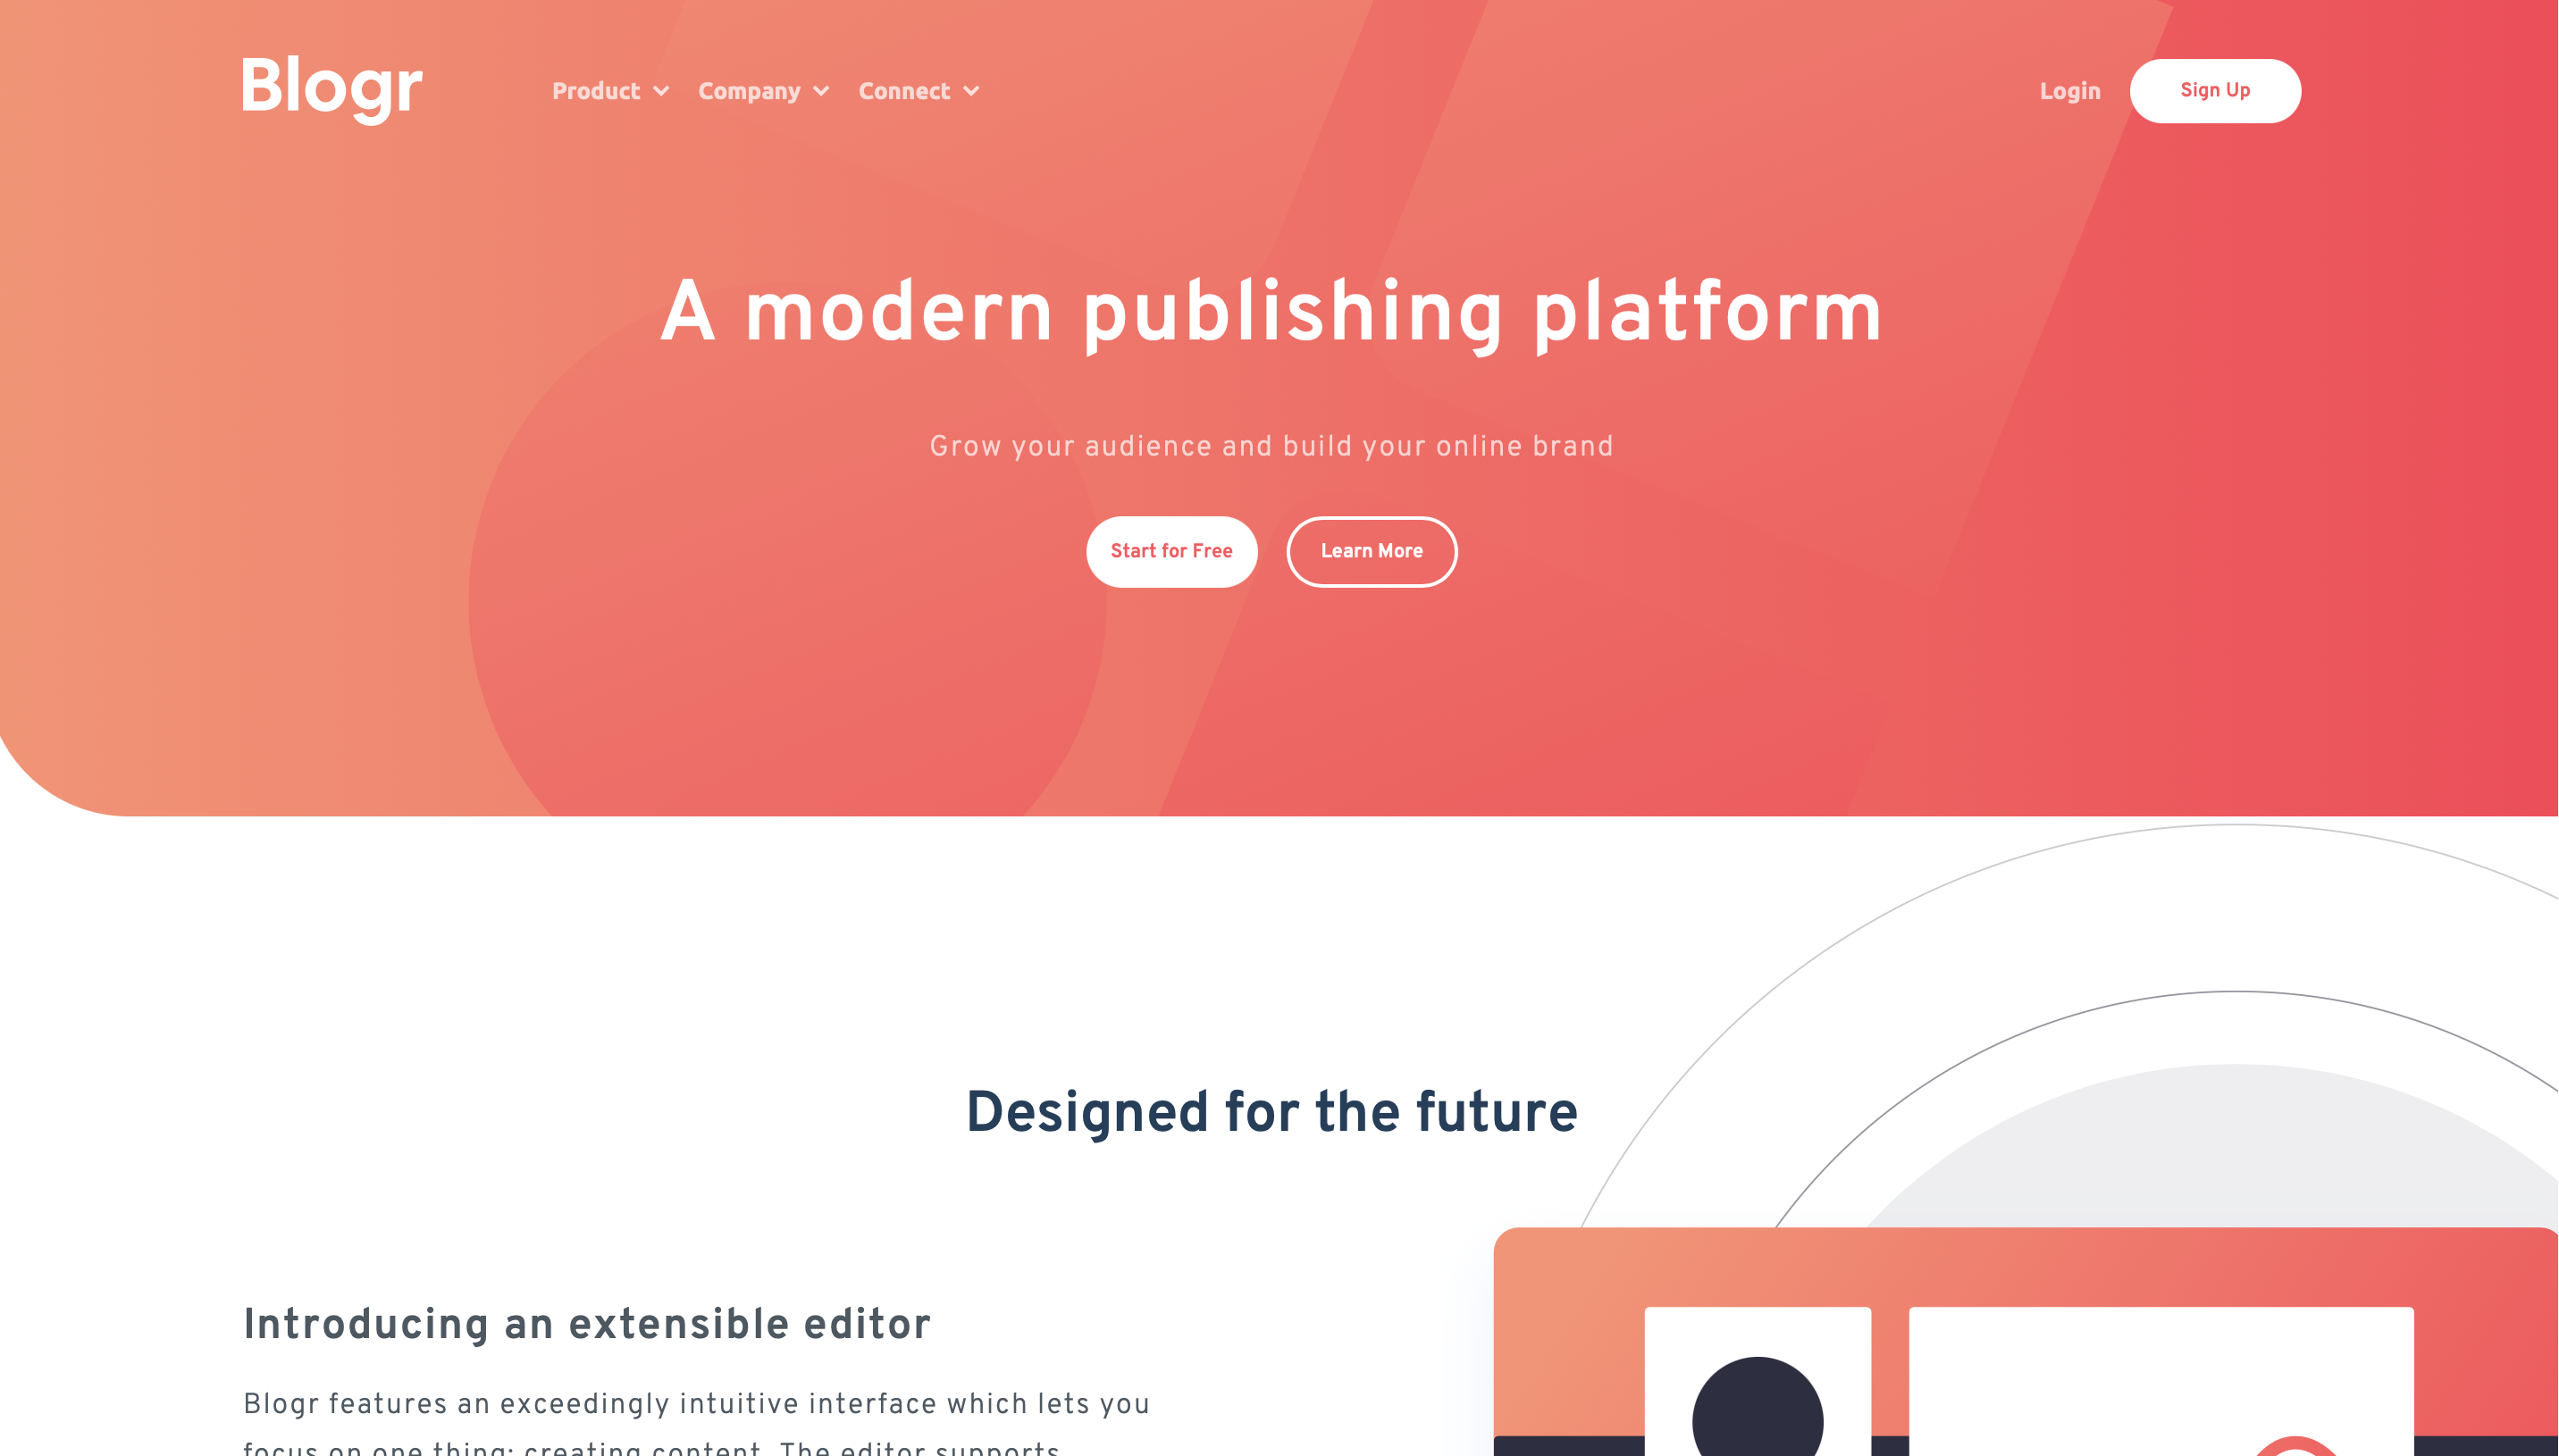 Blogr
Product
Company
Connect
Login
Sign Up
A modern publishing platform
Grow your audience and build your online brand
Start for Free
Learn More
Designed for the future
Introducing an extensible editor
Blogr features an exceedingly intuitive interface which lets you
focus on one thing: creating content. The editor supports